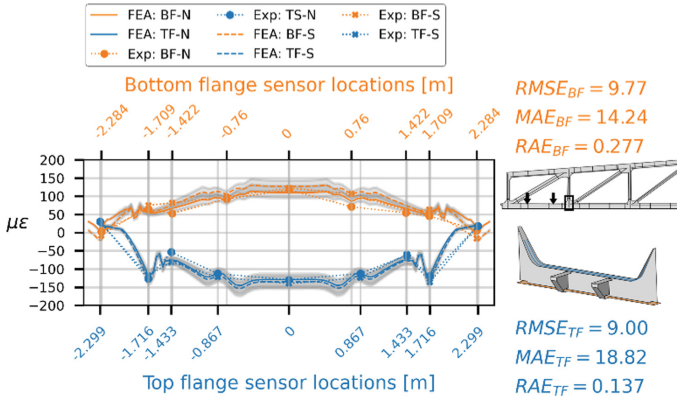 FEA: BF-N
FEA: TF-N
Exp: BF-N
Exp: TS-N
FEA: BF-S
FEA: TF-S
Exp: BF-S
Exp: TF-S
Bottom flange sensor locations [m]
-2.284
-1.709
-1.422
-0.76
0
0.76
1.422
1.709
2.284
RMSE_BF = 9.77
MAE_BF = 14.24
RAE_BF = 0.277
με
200
150
100
50
0
−50
−100
−150
−200
-2.299
-1.716
-1.433
-0.867
0
0.867
1.433
1.716
2.299
Top flange sensor locations [m]
RMSE_TF = 9.00
MAE_TF = 18.82
RAE_TF = 0.137